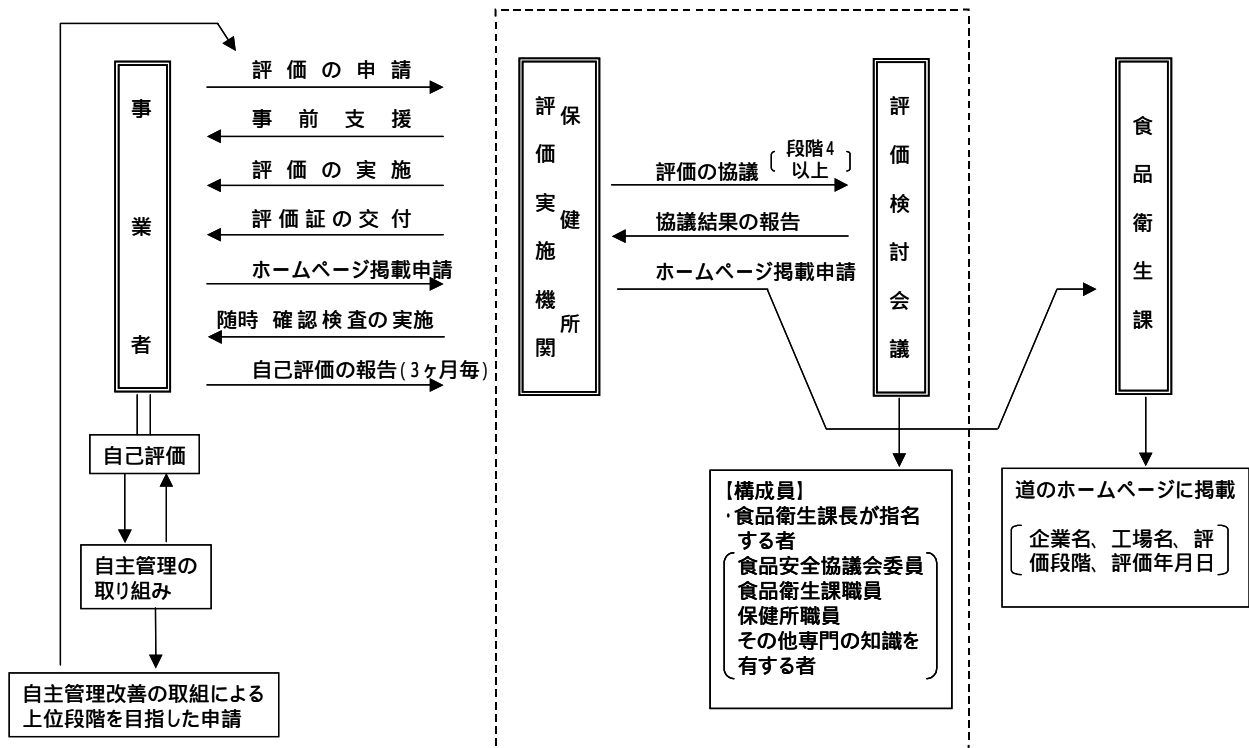 事業者
評価の申請
事前支援
評価の実施
評価証の交付
ホームページ掲載申請
随時 確認検査の実施
自己評価の報告(3ヶ月毎)
自己評価
自主管理の
取り組み
自主管理改善の取組による
上位段階を目指した申請
保健所
評価実施機関
評価の協議
段階4
以上
協議結果の報告
ホームページ掲載申請
評価検討会議
【構成員】
・食品衛生課長が指名
する者
食品安全協議会委員
食品衛生課職員
保健所職員
その他専門の知識を
有する者
食品衛生課
道のホームページに掲載
企業名、工場名、評
価段階、評価年月日